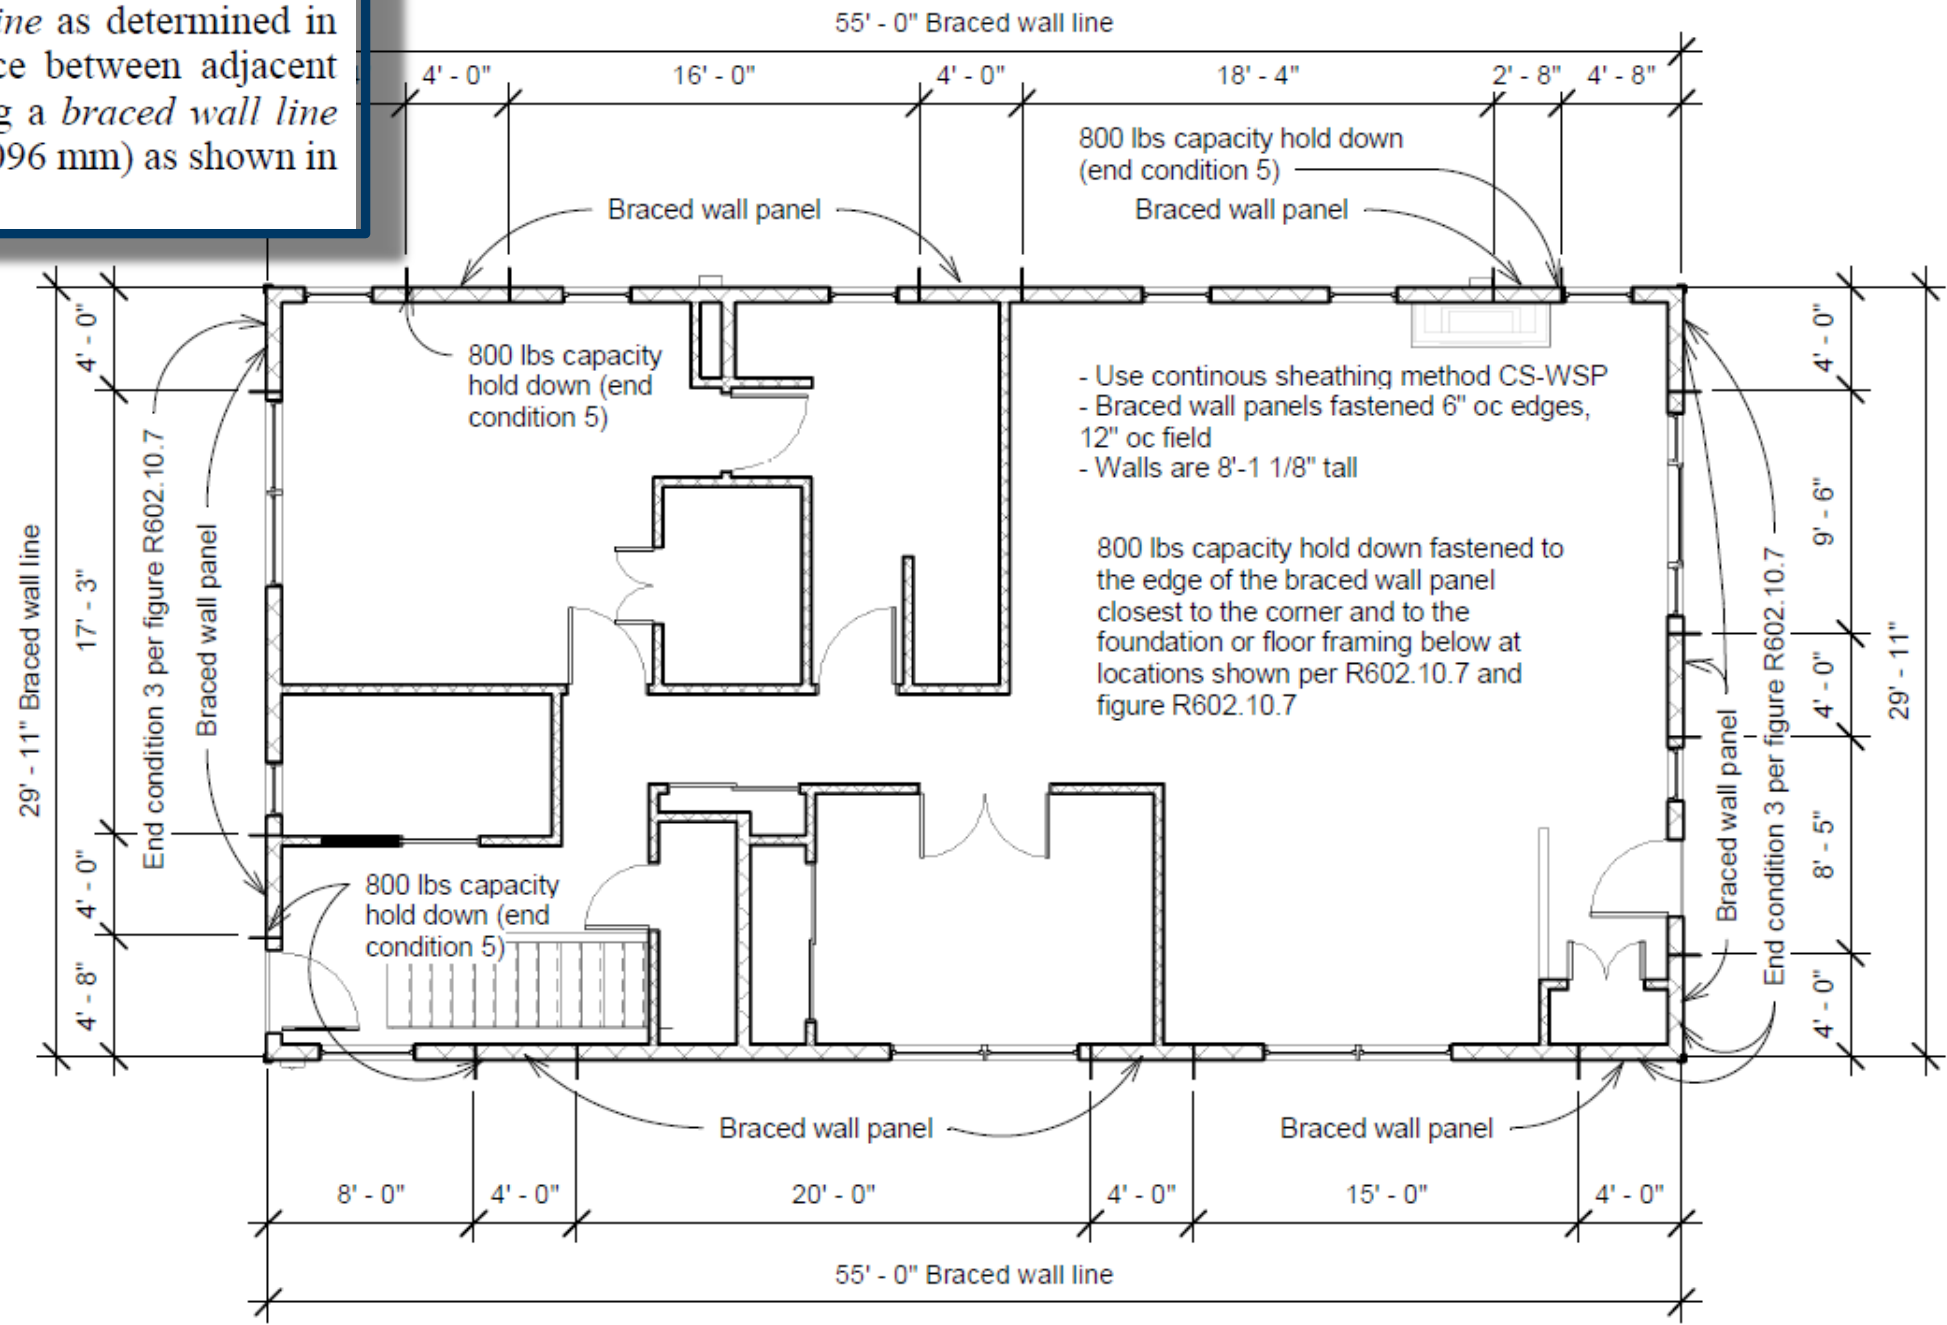 ine as determined in
ce between adjacent
g a braced wall line
096 mm) as shown in
55' - 0" Braced wall line
4' - 0"
16' - 0"
4' - 0"
18' - 4"
2' - 8"
4' - 8"
800 lbs capacity hold down
(end condition 5)
Braced wall panel
Braced wall panel
800 lbs capacity
hold down (end
condition 5)
- Use continous sheathing method CS-WSP
- Braced wall panels fastened 6" oc edges,
12" oc field
- Walls are 8'-1 1/8" tall
800 lbs capacity hold down fastened to
the edge of the braced wall panel
closest to the corner and to the
foundation or floor framing below at
locations shown per R602.10.7 and
figure R602.10.7
29' - 11" Braced wall line
4' - 0"
17' - 3"
4' - 0"
4' - 8"
End condition 3 per figure R602.10.7
Braced wall panel
800 lbs capacity
hold down (end
condition 5)
Braced wall panel
End condition 3 per figure R602.10.7
4' - 0"
9' - 6"
4' - 0"
8' - 5"
4' - 0"
29' - 11"
Braced wall panel
Braced wall panel
8' - 0"
4' - 0"
20' - 0"
4' - 0"
15' - 0"
4' - 0"
55' - 0" Braced wall line